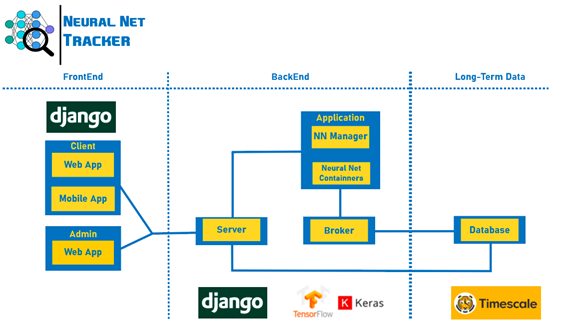 Neural Net
Tracker
FrontEnd
BackEnd
Long-Term Data
django
Client
Web App
Mobile App
Admin
Web App
Application
NN Manager
Neural Net
Containners
Server
Broker
Database
django
TensorFlow
K Keras
Timescale